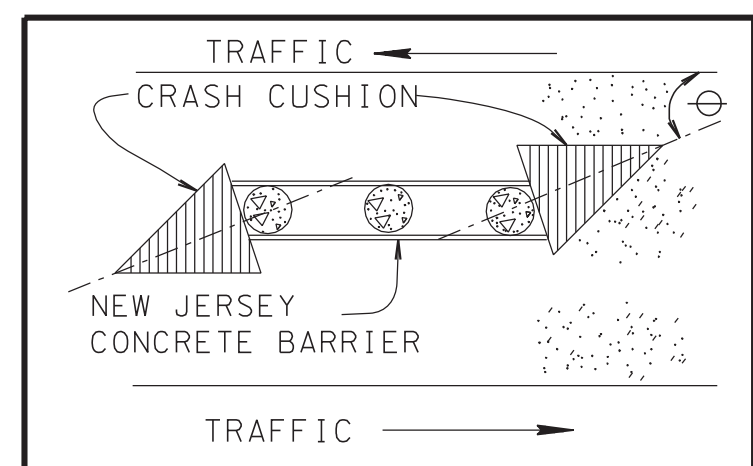 TRAFFIC
CRASH CUSHION
θ
NEW JERSEY
CONCRETE BARRIER
TRAFFIC